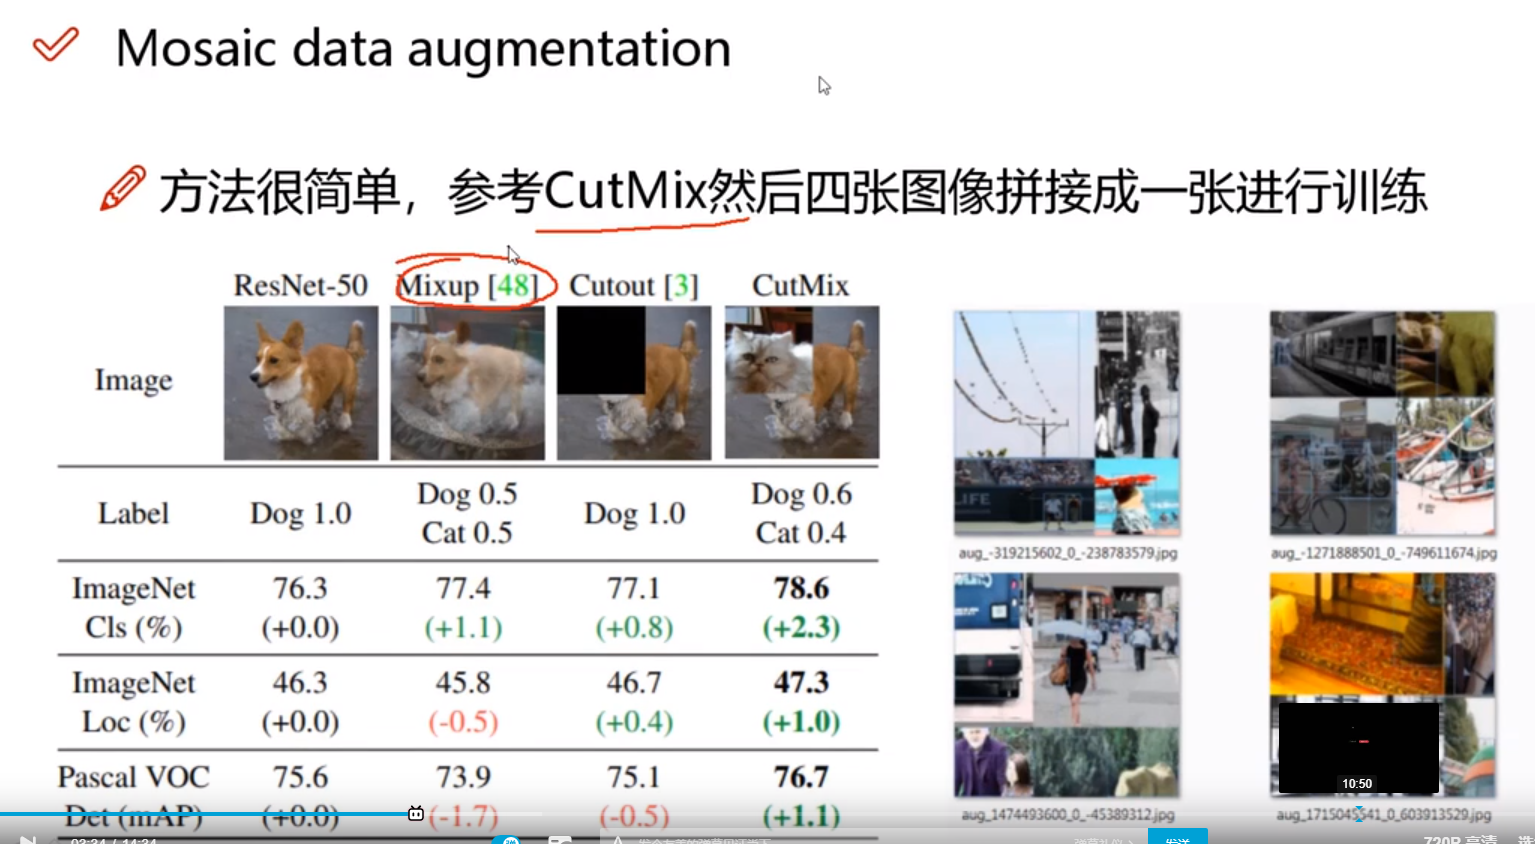 Mosaic data augmentation
方法很简单，参考CutMix然后四张图像拼接成一张进行训练
ResNet-50 Mixup [48] Cutout [3] CutMix
Image
Label Dog 1.0 Dog 0.5 Cat 0.5 Dog 1.0 Dog 0.6 Cat 0.4
ImageNet Cls (%) 76.3 (+0.0) 77.4 (+1.1) 77.1 (+0.8) 78.6 (+2.3)
ImageNet Loc (%) 46.3 (+0.0) 45.8 (-0.5) 46.7 (+0.4) 47.3 (+1.0)
Pascal VOC Det (mAP) 75.6 (+0.0) 73.9 (-1.7) 75.1 (-0.5) 76.7 (+1.1)
LIFE
aug_-319215602_0_-238783579.jpg
aug_-1271888501_0_-749611674.jpg
aug_1474493600_0_-45389312.jpg
aug_1715045541_0_603913529.jpg
10:50
03:34 / 14:34
发送
720P 高清